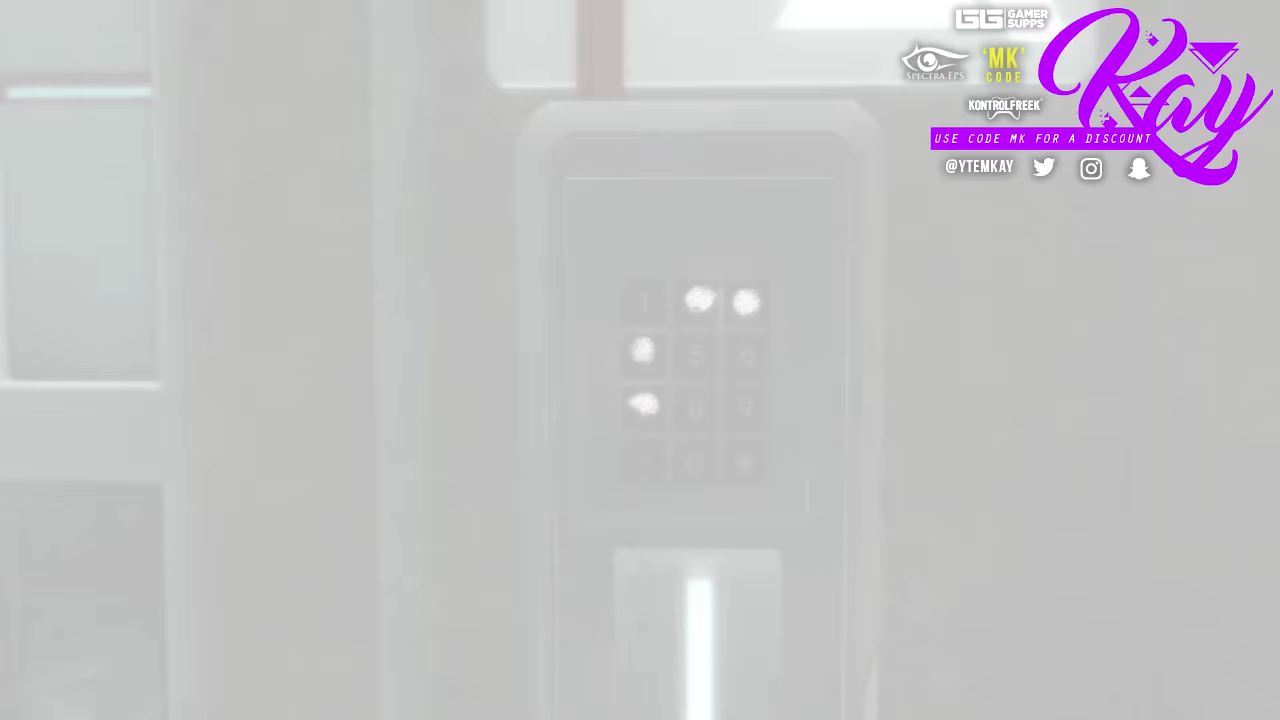 GG GAMER SUPPS
Kay
SPECTRA FPS
'MK' CODE
KONTROLFREEK
USE CODE MK FOR A DISCOUNT
@YTEMKAY
1
5 6
8 9
0 #